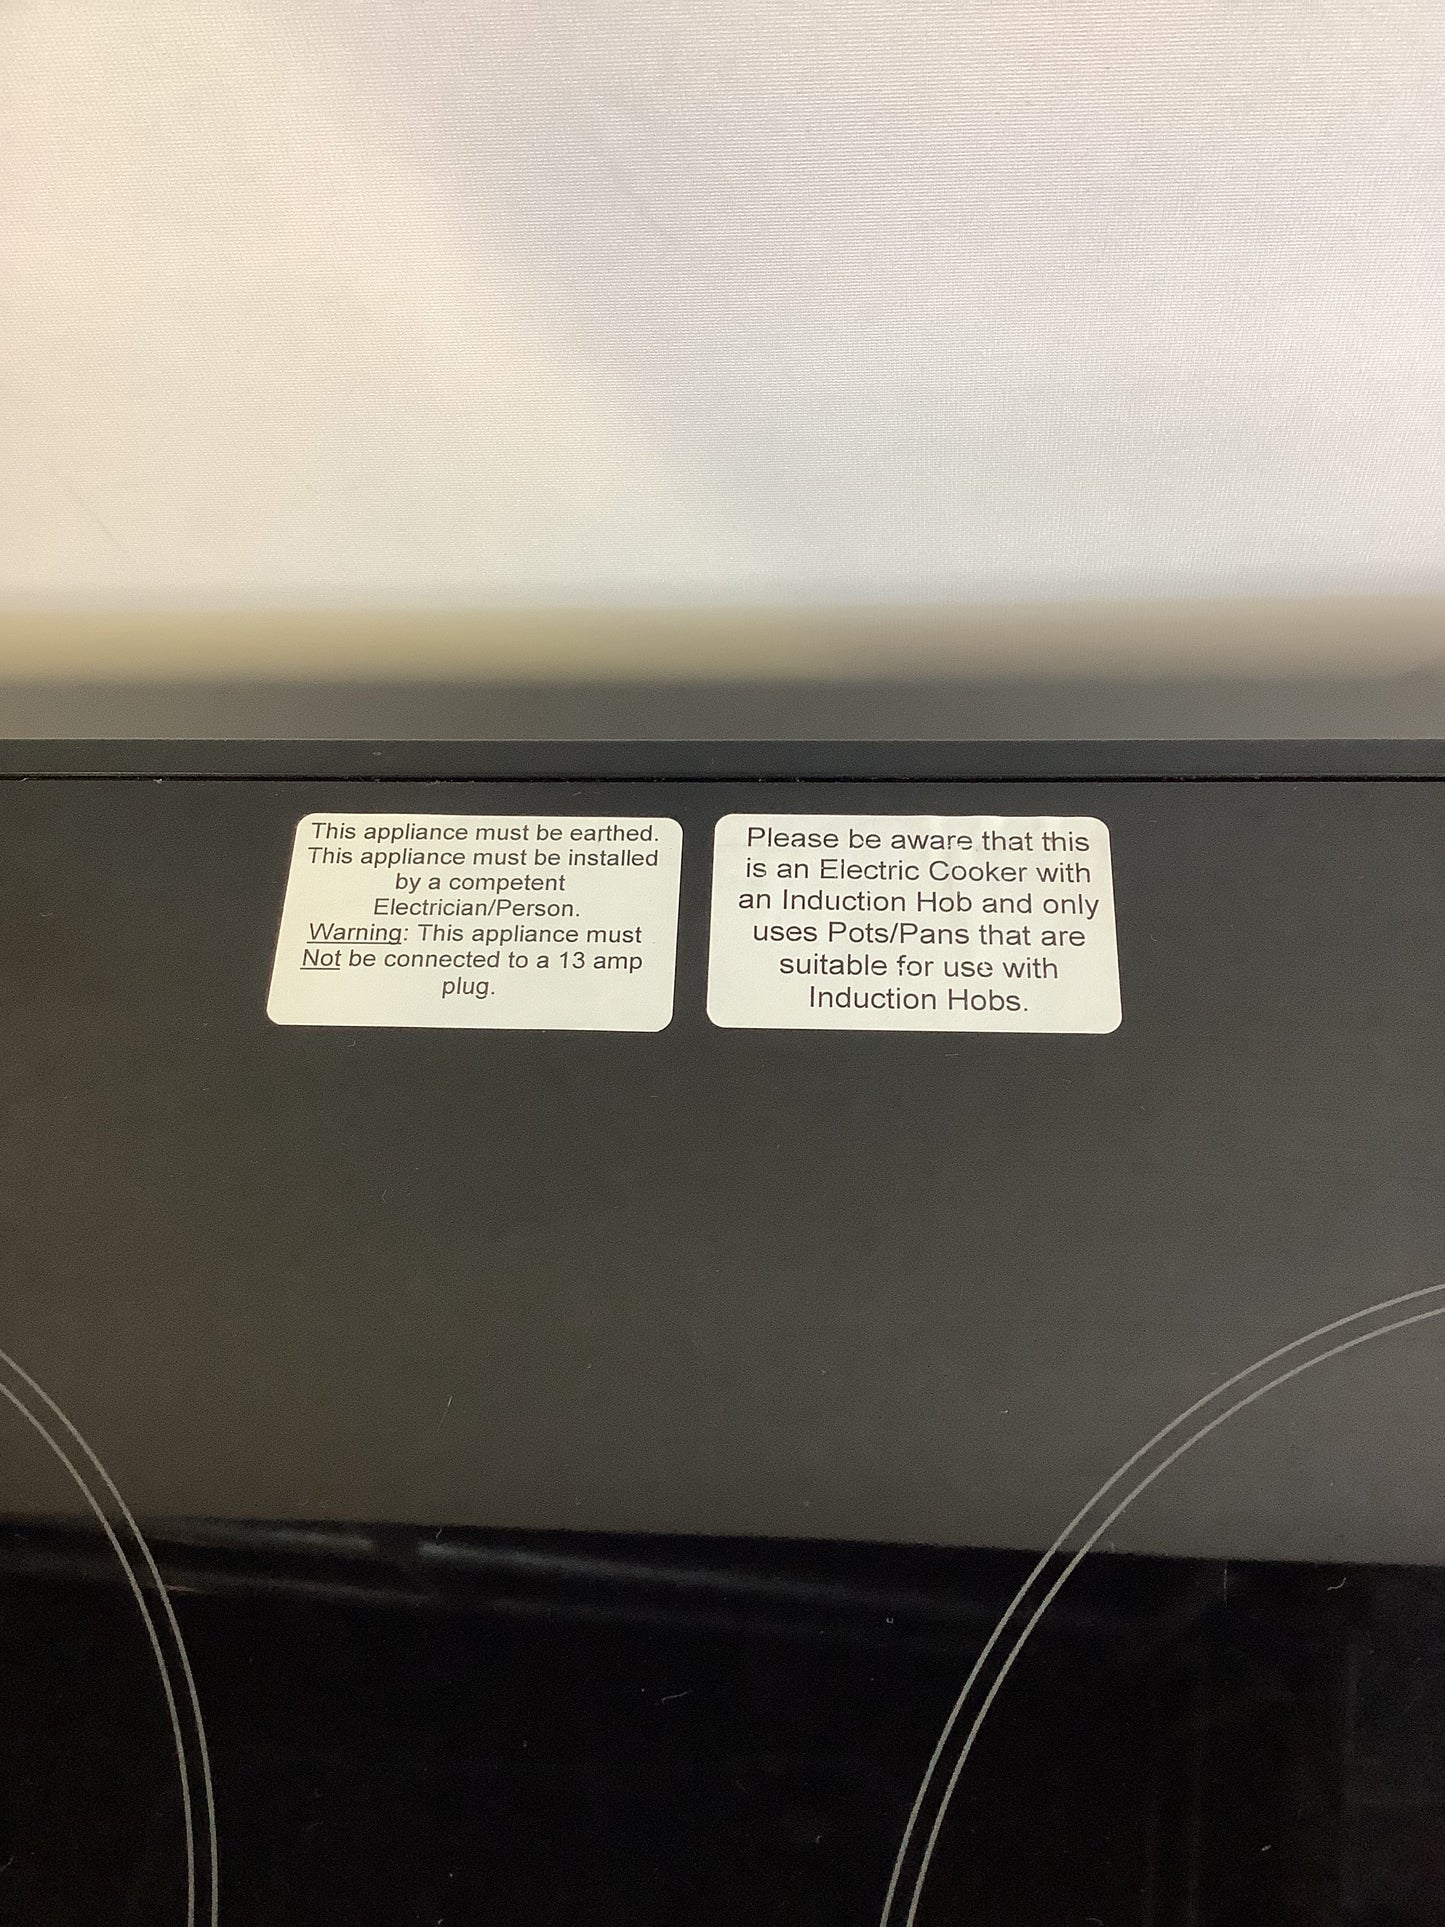 This appliance must be earthed.
This appliance must be installed
by a competent
Electrician/Person.
Warning: This appliance must
Not be connected to a 13 amp
plug.
Please be aware that this
is an Electric Cooker with
an Induction Hob and only
uses Pots/Pans that are
suitable for use with
Induction Hobs.